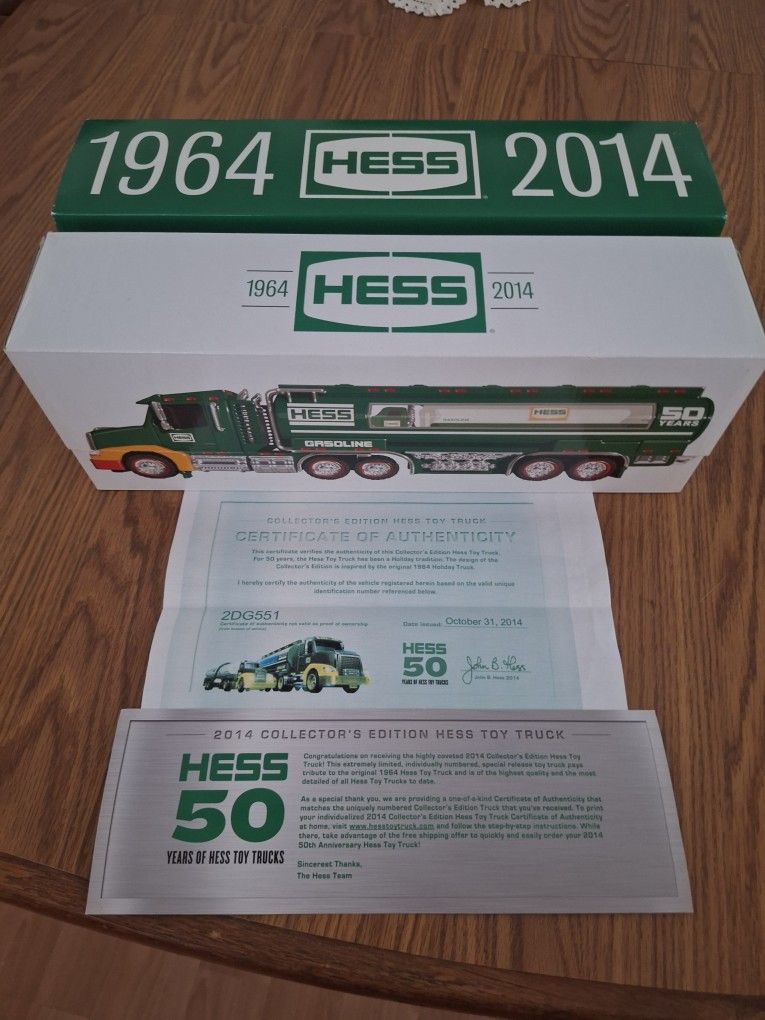 1964 HESS 2014
1964 HESS 2014
HESS
HESS
GASOLINE
GASOLINE
HESS
50
YEARS
COLLECTOR'S EDITION HESS TOY TRUCK
CERTIFICATE OF AUTHENTICITY
This certificate verifies the authenticity of this Collector's Edition Hess Toy Truck.
For 50 years, the Hess Toy Truck has been a Holiday tradition. The design of the
Collector's Edition is inspired by the original 1964 Holiday Truck.
I hereby certify the authenticity of the vehicle registered herein based on the valid unique
identification number referenced below.
2DG551
Certificate of authenticity not valid as proof of ownership
Date Issued: October 31, 2014
HESS
50
YEARS OF HESS TOY TRUCKS
John B. Hess
John B. Hess 2014
2014 COLLECTOR'S EDITION HESS TOY TRUCK
HESS
50
YEARS OF HESS TOY TRUCKS
Congratulations on receiving the highly coveted 2014 Collector's Edition Hess Toy
Truck! This extremely limited, individually numbered, special release toy truck pays
tribute to the original 1964 Hess Toy Truck and is of the highest quality and the most
detailed of all Hess Toy Trucks to date.
As a special thank you, we are providing a one-of-a-kind Certificate of Authenticity that
matches the uniquely numbered Collector's Edition Truck that you've received. To print
your individualized 2014 Collector's Edition Hess Toy Truck Certificate of Authenticity
at home, visit www.hesstoytruck.com and follow the step-by-step instructions. While
there, take advantage of the free shipping offer to quickly and easily order your 2014
50th Anniversary Hess Toy Truck!
Sincerest Thanks,
The Hess Team